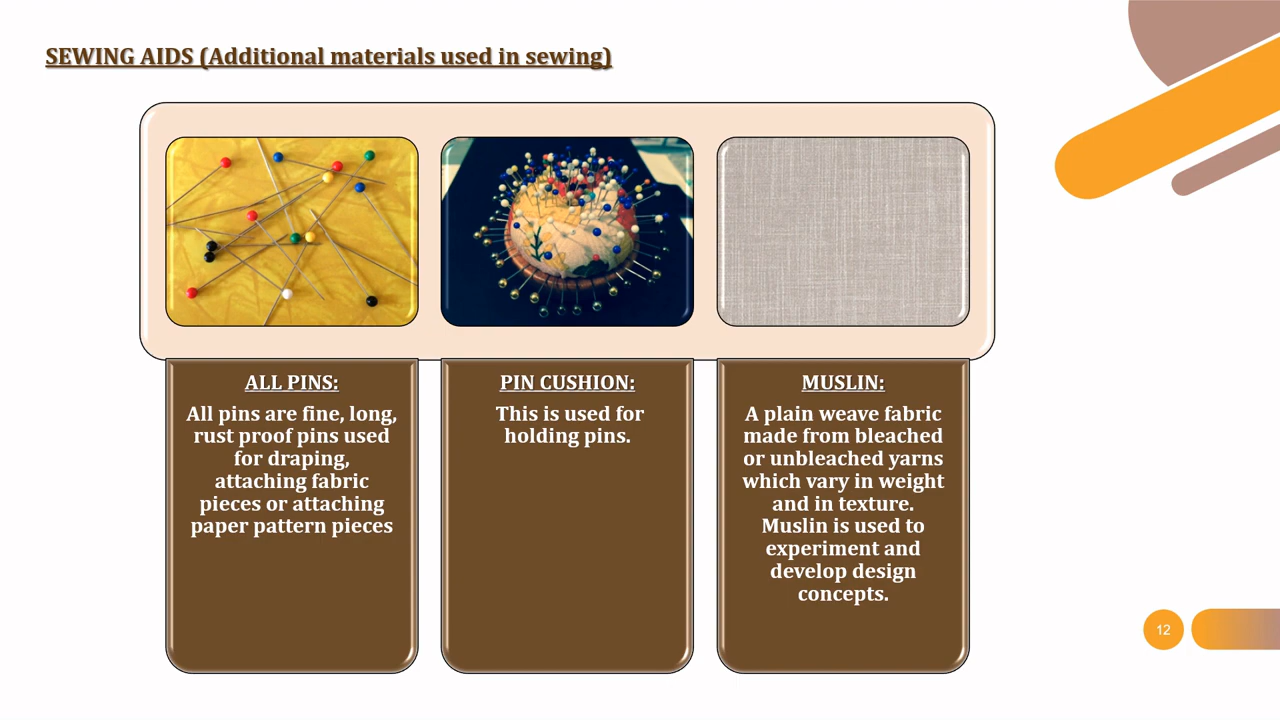 SEWING AIDS (Additional materials used in sewing)
ALL PINS:
All pins are fine, long,
rust proof pins used
for draping,
attaching fabric
pieces or attaching
paper pattern pieces
PIN CUSHION:
This is used for
holding pins.
MUSLIN:
A plain weave fabric
made from bleached
or unbleached yarns
which vary in weight
and in texture.
Muslin is used to
experiment and
develop design
concepts.
12